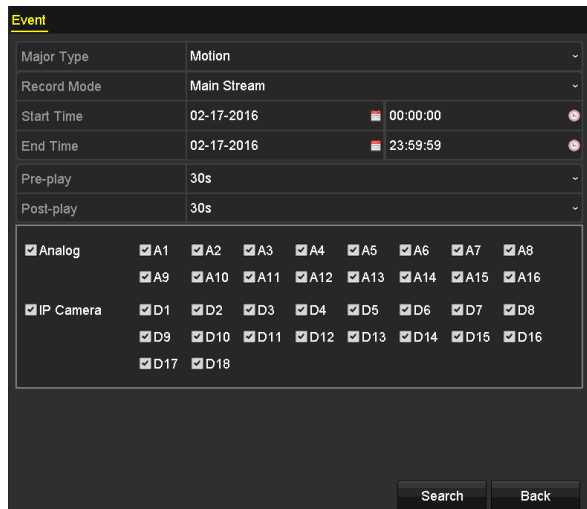 Event
Major Type Motion
Record Mode Main Stream
Start Time 02-17-2016 00:00:00
End Time 02-17-2016 23:59:59
Pre-play 30s
Post-play 30s
Analog A1 A2 A3 A4 A5 A6 A7 A8
A9 A10 A11 A12 A13 A14 A15 A16
IP Camera D1 D2 D3 D4 D5 D6 D7 D8
D9 D10 D11 D12 D13 D14 D15 D16
D17 D18
Search Back